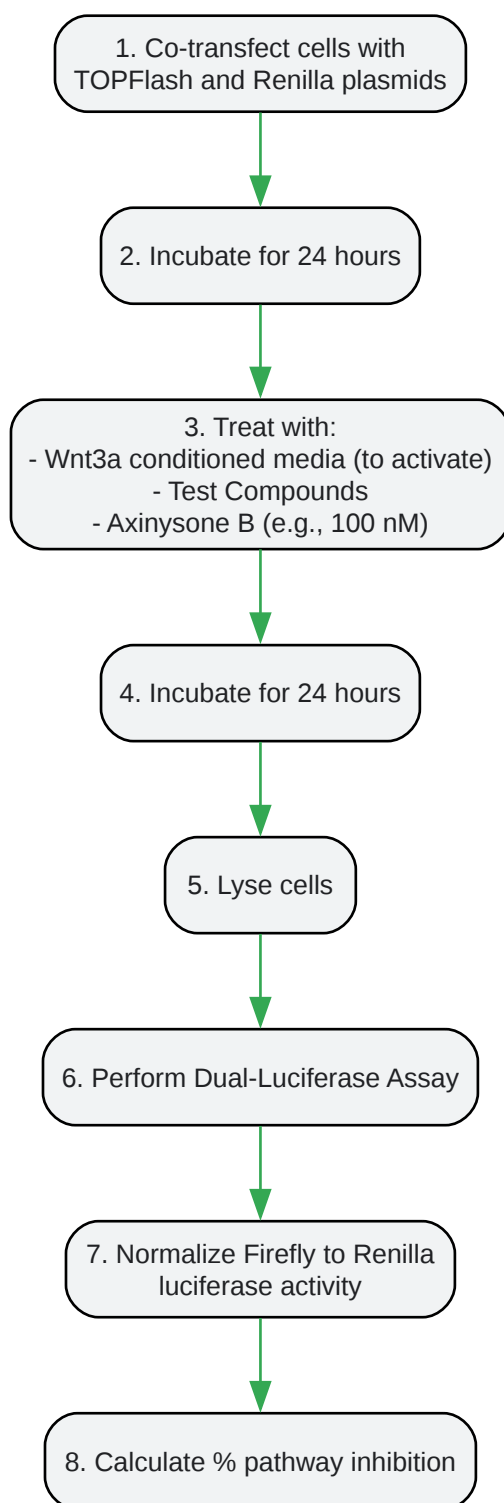 1. Co-transfect cells with
TOPFlash and Renilla plasmids
2. Incubate for 24 hours
3. Treat with:
- Wnt3a conditioned media (to activate)
- Test Compounds
- Axinysone B (e.g., 100 nM)
4. Incubate for 24 hours
5. Lyse cells
6. Perform Dual-Luciferase Assay
7. Normalize Firefly to Renilla
luciferase activity
8. Calculate % pathway inhibition